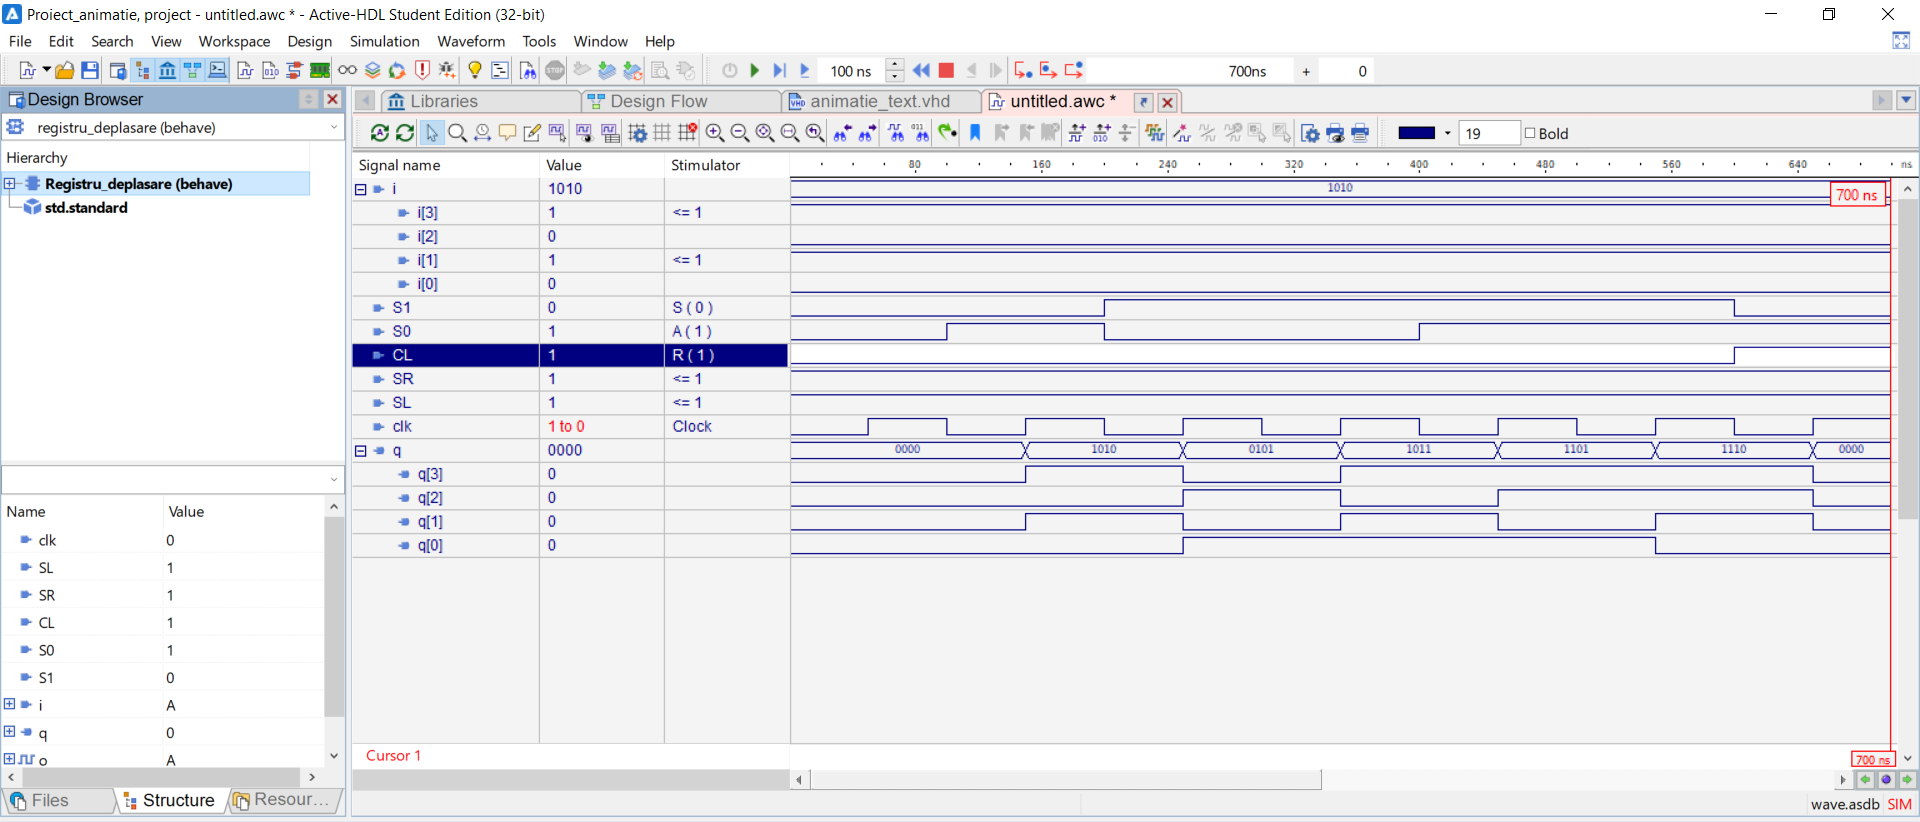 Proiect_animatie, project - untitled.awc * - Active-HDL Student Edition (32-bit)
File Edit Search View Workspace Design Simulation Waveform Tools Window Help
100 ns 700ns + 0
Design Browser
registru_deplasare (behave)
Hierarchy
Registru_deplasare (behave)
std.standard
Name Value
clk 0
SL 1
SR 1
CL 1
S0 1
S1 0
i A
q 0
o A
Files Structure Resour...
Libraries Design Flow animatie_text.vhd untitled.awc *
19 Bold
Signal name Value Stimulator 80 160 240 320 400 480 560 640 ns
i 1010 1010 700 ns
i[3] 1 <= 1
i[2] 0
i[1] 1 <= 1
i[0] 0
S1 0 S ( 0 )
S0 1 A ( 1 )
CL 1 R ( 1 )
SR 1 <= 1
SL 1 <= 1
clk 1 to 0 Clock
q 0000 0000 1010 0101 1011 1101 1110 0000
q[3] 0
q[2] 0
q[1] 0
q[0] 0
Cursor 1 700 ns
wave.asdb SIM